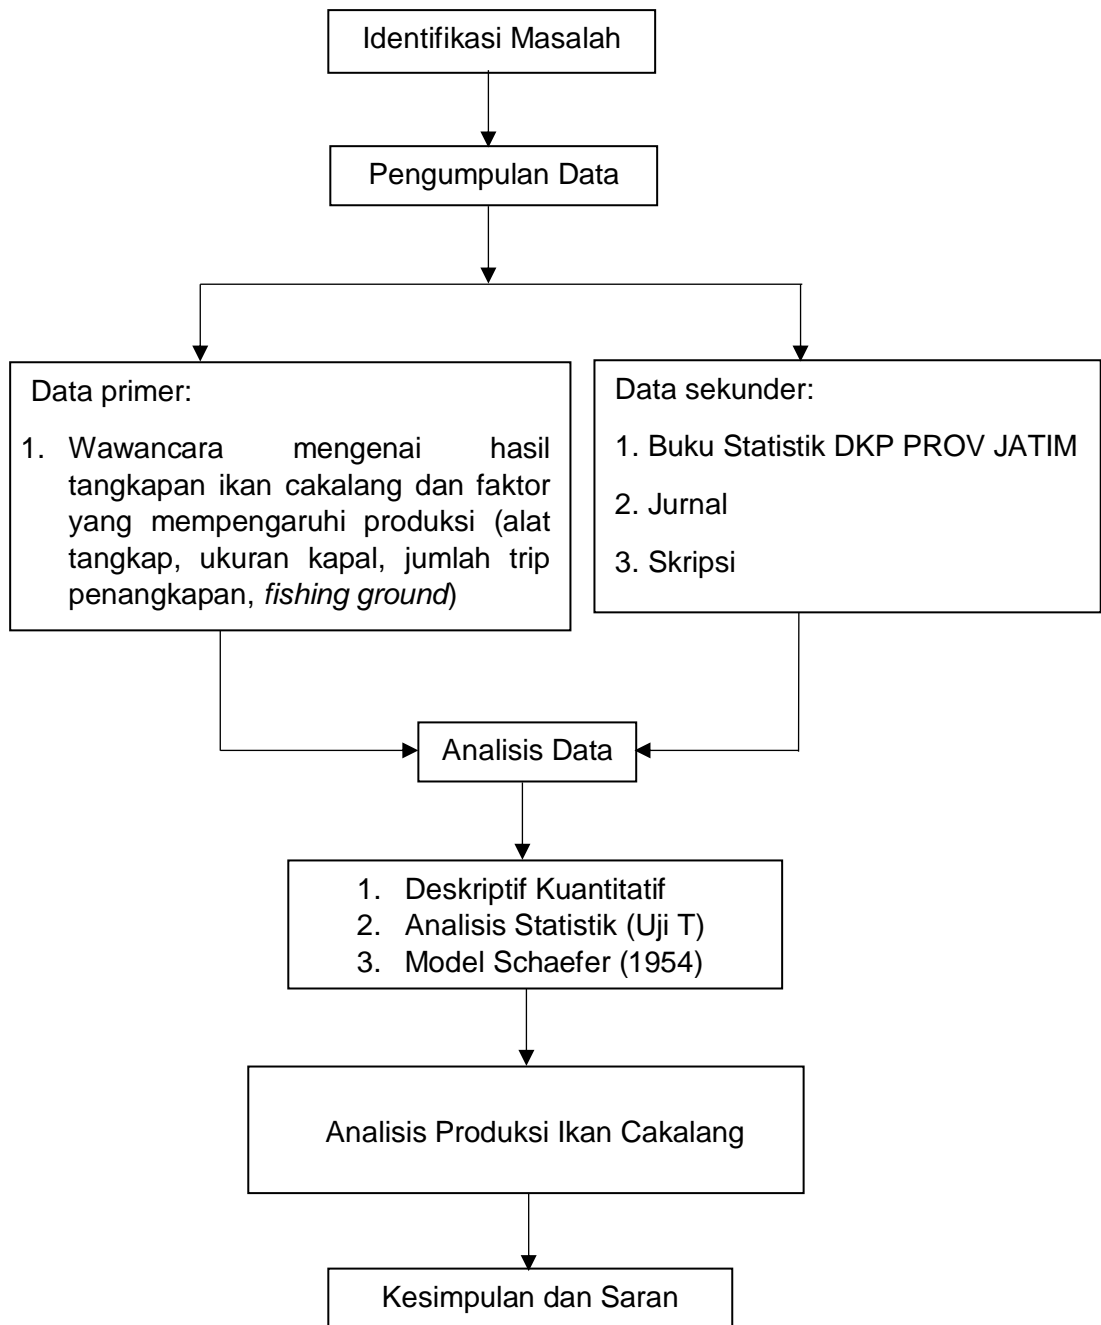 Identifikasi Masalah
Pengumpulan Data
Data primer:
1. Wawancara mengenai hasil
tangkapan ikan cakalang dan faktor
yang mempengaruhi produksi (alat
tangkap, ukuran kapal, jumlah trip
penangkapan, fishing ground)
Data sekunder:
1. Buku Statistik DKP PROV JATIM
2. Jurnal
3. Skripsi
Analisis Data
1. Deskriptif Kuantitatif
2. Analisis Statistik (Uji T)
3. Model Schaefer (1954)
Analisis Produksi Ikan Cakalang
Kesimpulan dan Saran